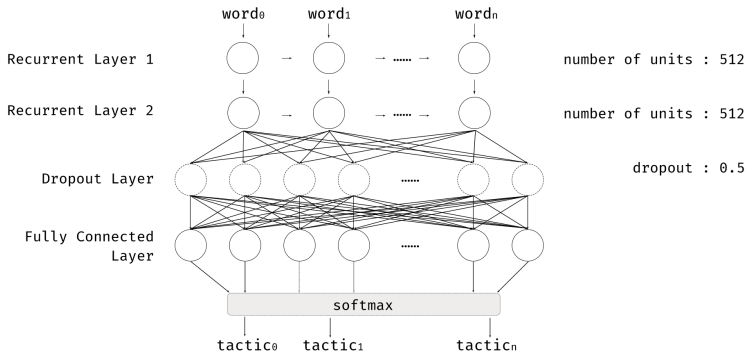 word₀ word₁ wordₙ
Recurrent Layer 1 ...... number of units : 512
Recurrent Layer 2 ...... number of units : 512
Dropout Layer ...... dropout : 0.5
Fully Connected
Layer ......
softmax
tactic₀ tactic₁ tacticₙ